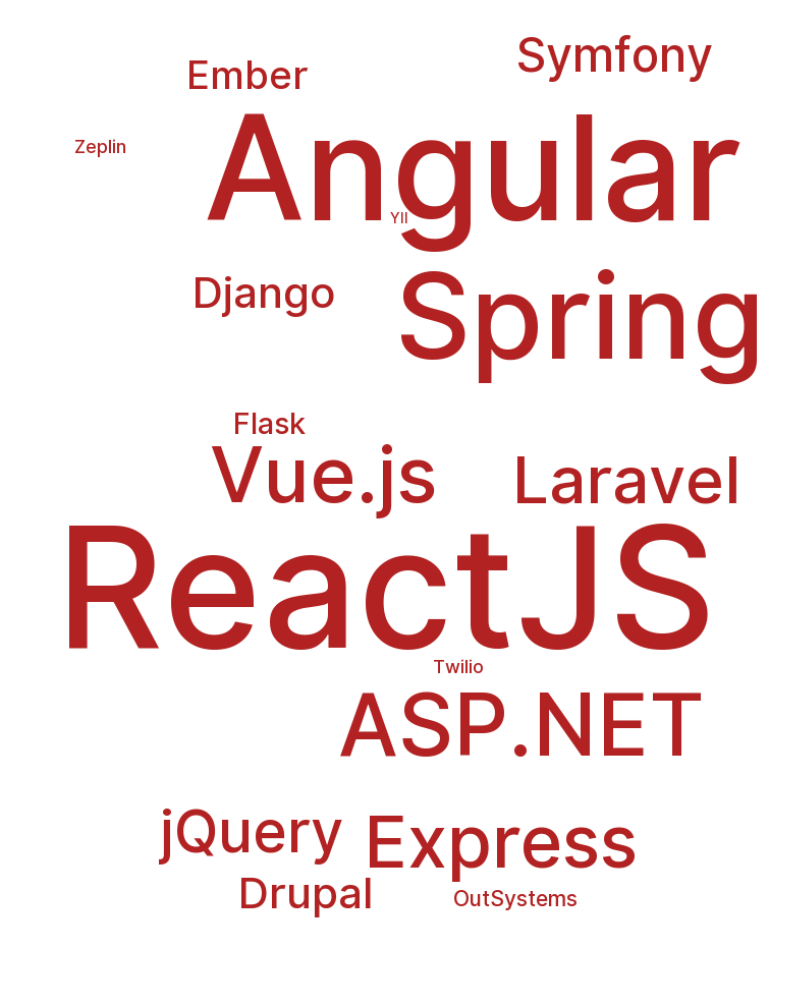 Symfony
Ember
Angular
Zeplin
YII
Django
Spring
Flask
Vue.js
Laravel
ReactJS
Twilio
ASP.NET
jQuery
Express
Drupal
OutSystems